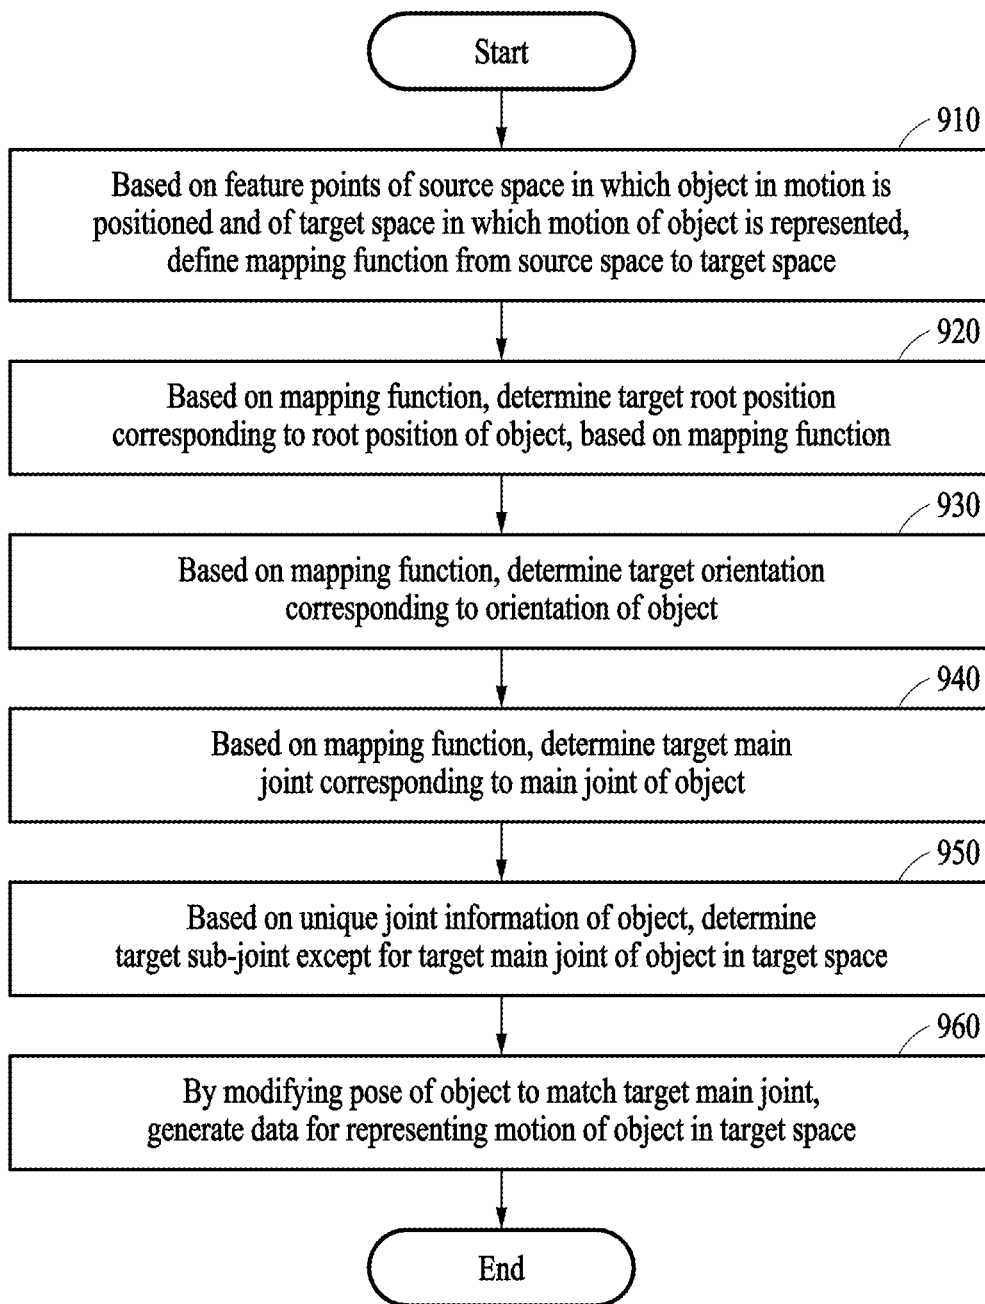 Start
910
Based on feature points of source space in which object in motion is
positioned and of target space in which motion of object is represented,
define mapping function from source space to target space
920
Based on mapping function, determine target root position
corresponding to root position of object, based on mapping function
930
Based on mapping function, determine target orientation
corresponding to orientation of object
940
Based on mapping function, determine target main
joint corresponding to main joint of object
950
Based on unique joint information of object, determine
target sub-joint except for target main joint of object in target space
960
By modifying pose of object to match target main joint,
generate data for representing motion of object in target space
End